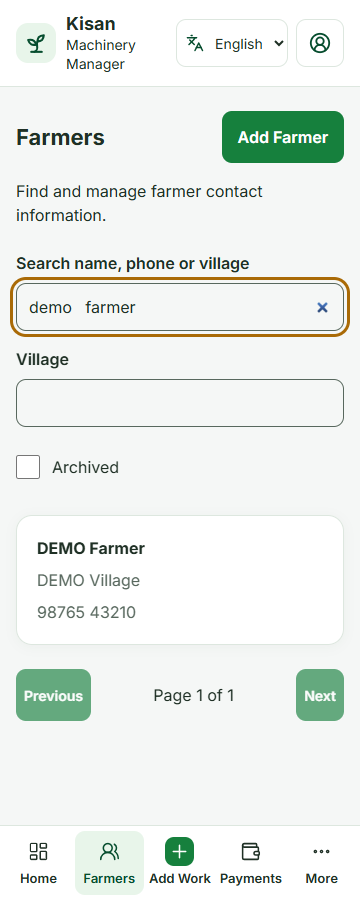 Kisan
Machinery
Manager
English
Farmers
Add Farmer
Find and manage farmer contact
information.
Search name, phone or village
demo   farmer
Village
Archived
DEMO Farmer
DEMO Village
98765 43210
Previous
Page 1 of 1
Next
Home
Farmers
Add Work
Payments
More